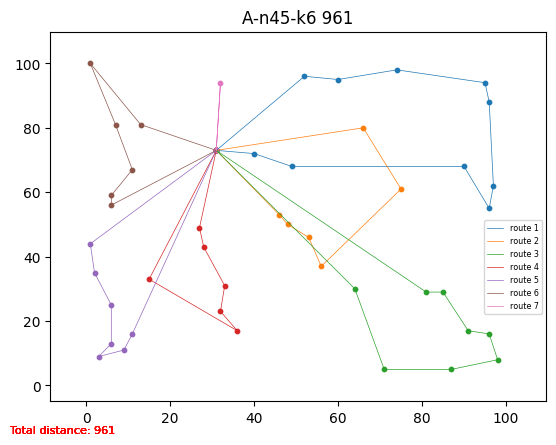 A-n45-k6 961
100
80
60
40
20
0
0 20 40 60 80 100
route 1
route 2
route 3
route 4
route 5
route 6
route 7
Total distance: 961